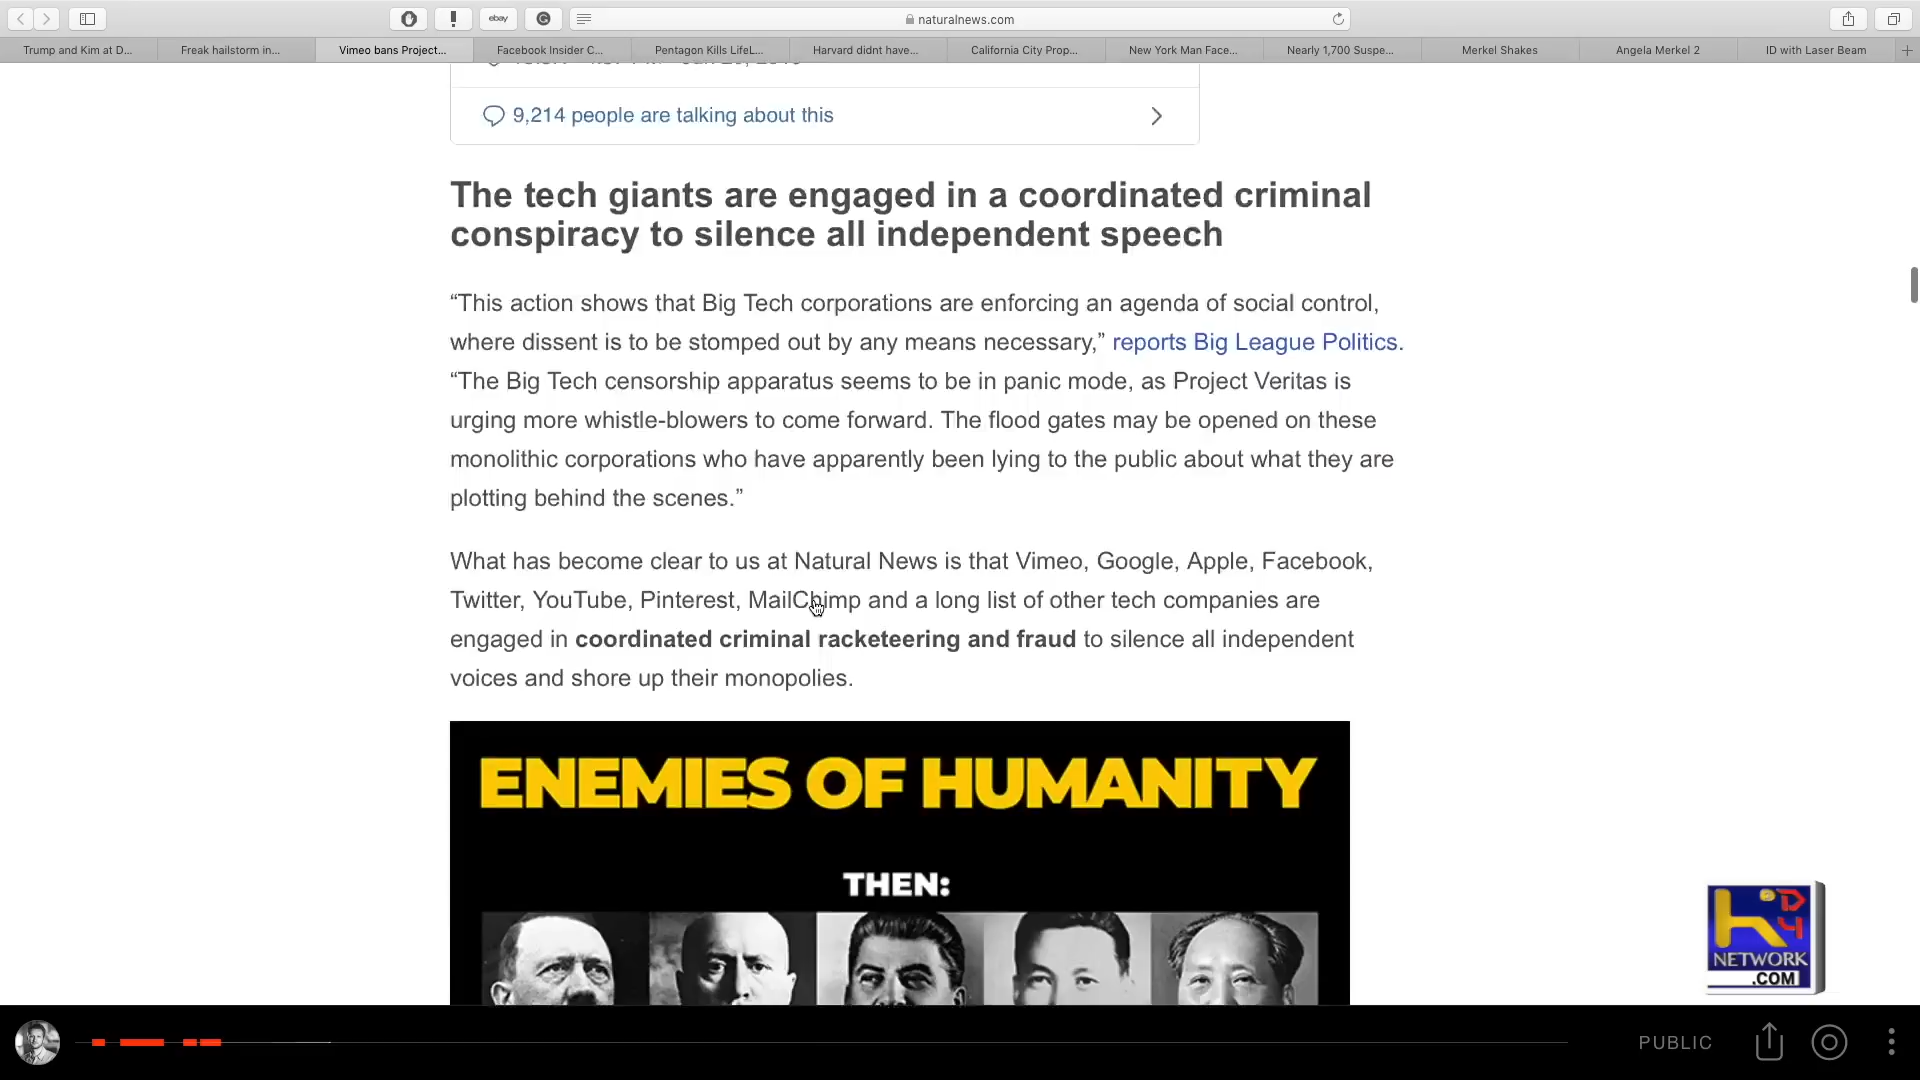 ebay
naturalnews.com
Trump and Kim at D...
Freak hailstorm in...
Vimeo bans Project...
Facebook Insider C...
Pentagon Kills LifeL...
Harvard didnt have...
California City Prop...
New York Man Face...
Nearly 1,700 Suspe...
Merkel Shakes
Angela Merkel 2
ID with Laser Beam
9,214 people are talking about this
The tech giants are engaged in a coordinated criminal
conspiracy to silence all independent speech
“This action shows that Big Tech corporations are enforcing an agenda of social control,
where dissent is to be stomped out by any means necessary,” reports Big League Politics.
“The Big Tech censorship apparatus seems to be in panic mode, as Project Veritas is
urging more whistle-blowers to come forward. The flood gates may be opened on these
monolithic corporations who have apparently been lying to the public about what they are
plotting behind the scenes.”
What has become clear to us at Natural News is that Vimeo, Google, Apple, Facebook,
Twitter, YouTube, Pinterest, MailChimp and a long list of other tech companies are
engaged in coordinated criminal racketeering and fraud to silence all independent
voices and shore up their monopolies.
ENEMIES OF HUMANITY
THEN:
K D 4
NETWORK
.COM
PUBLIC